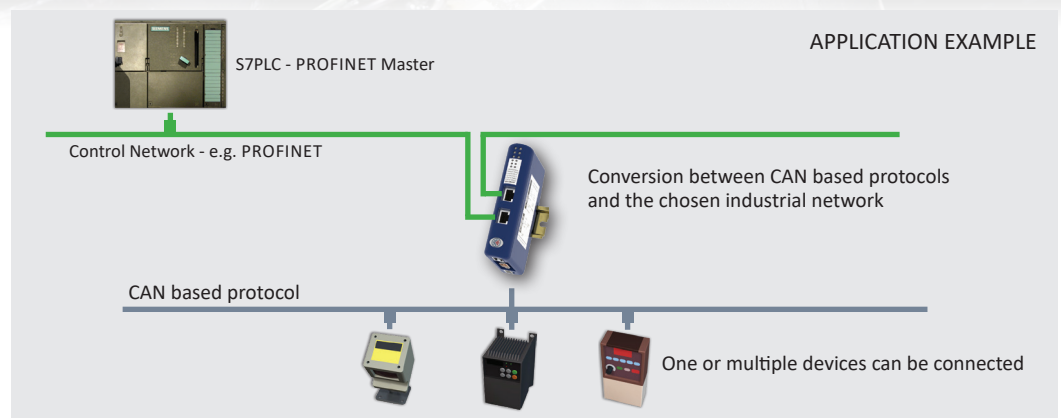 APPLICATION EXAMPLE
SIEMENS
S7PLC - PROFINET Master
Control Network - e.g. PROFINET
Conversion between CAN based protocols
and the chosen industrial network
CAN based protocol
One or multiple devices can be connected